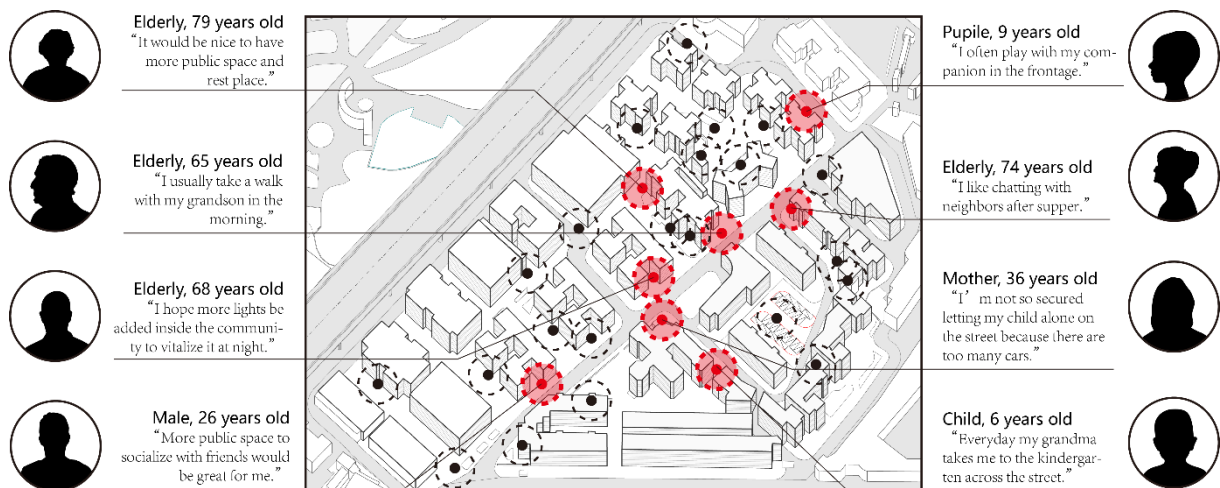 Elderly, 79 years old
“It would be nice to have
more public space and
rest place.”
Elderly, 65 years old
“I usually take a walk
with my grandson in the
morning.”
Elderly, 68 years old
“I hope more lights be
added inside the communi-
ty to vitalize it at night.”
Male, 26 years old
“More public space to
socialize with friends would
be great for me.”
Pupile, 9 years old
“I often play with my com-
panion in the frontage.”
Elderly, 74 years old
“I like chatting with
neighbors after supper.”
Mother, 36 years old
“I’m not so secured
letting my child alone on
the street because there are
too many cars.”
Child, 6 years old
“Everyday my grandma
takes me to the kindergar-
ten across the street.”